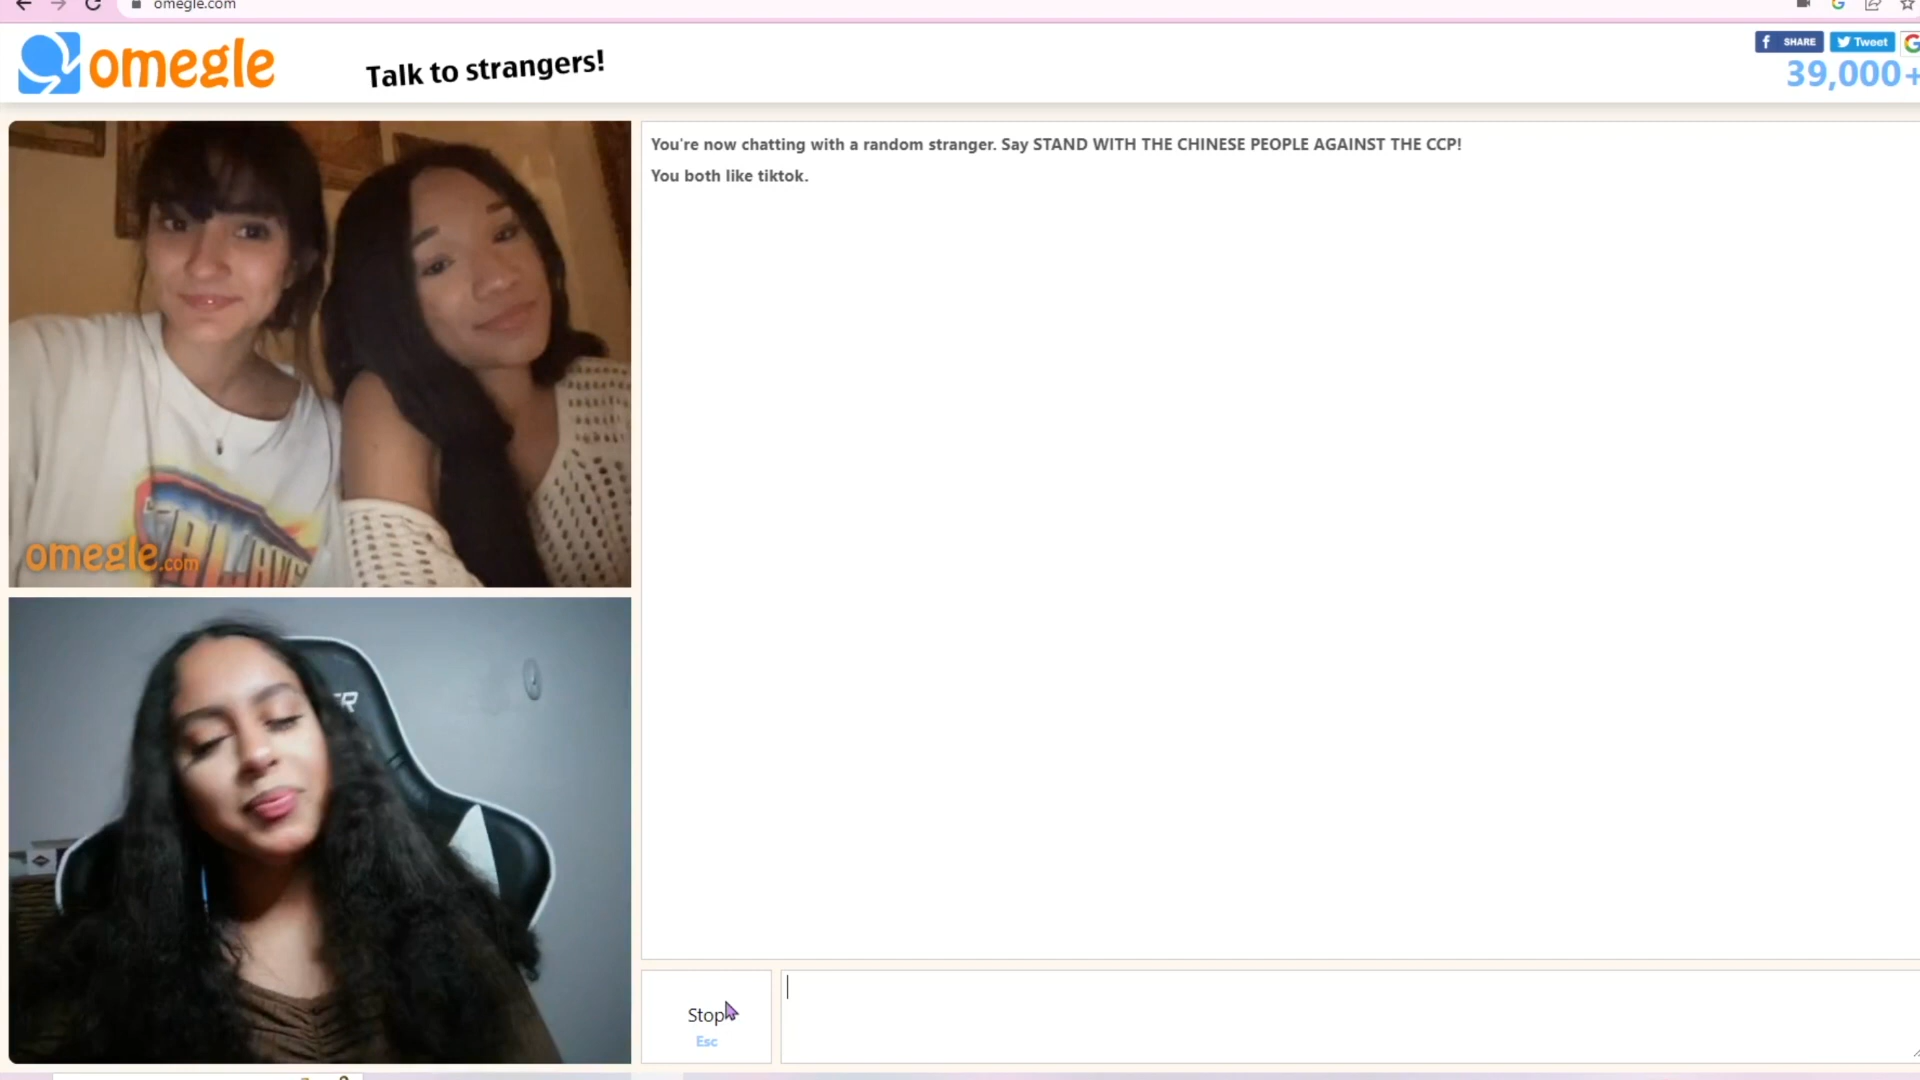 omegle.com
omegle
Talk to strangers!
SHARE
Tweet
39,000+
You're now chatting with a random stranger. Say STAND WITH THE CHINESE PEOPLE AGAINST THE CCP!
You both like tiktok.
omegle.com
Stop
Esc